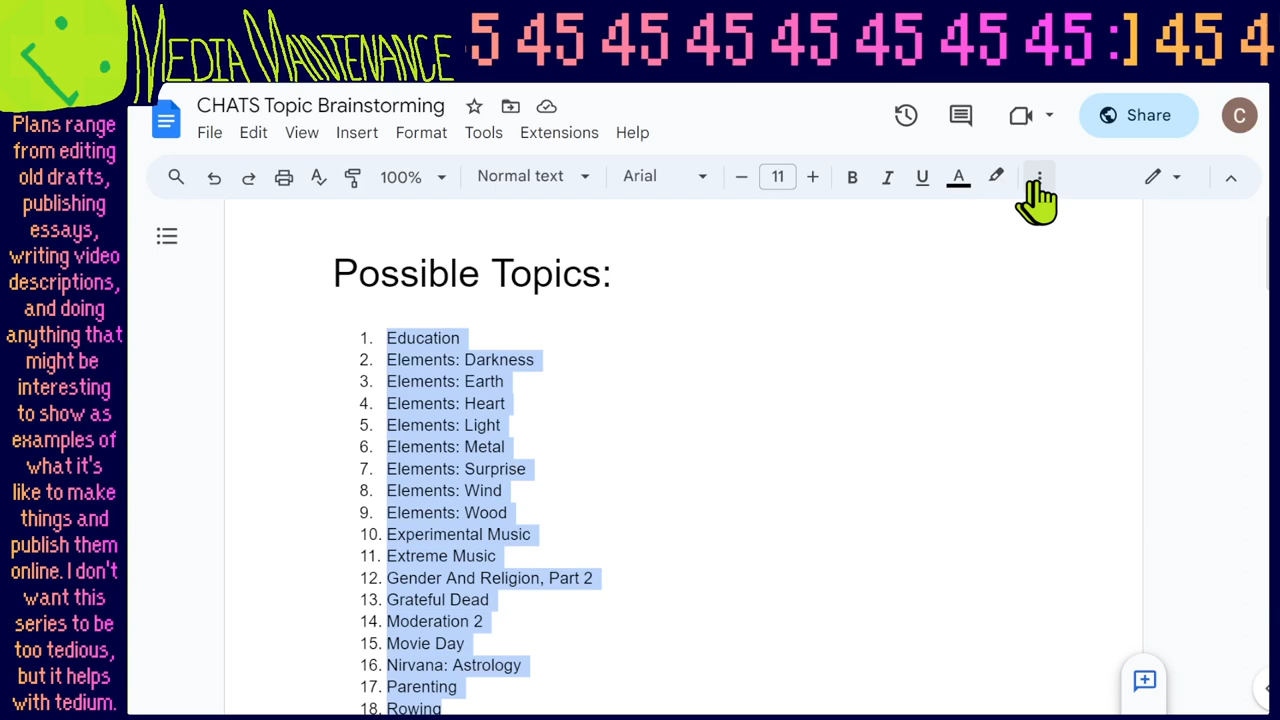 MEDIA MAINTENANCE
5 45 45 45 45 45 45 45 :] 45 4
Plans range
from editing
old drafts,
publishing
essays,
writing video
descriptions,
and doing
anything that
might be
interesting
to show as
examples of
what it's
like to make
things and
publish them
online. I don't
want this
series to be
too tedious,
but it helps
with tedium.
CHATS Topic Brainstorming
File Edit View Insert Format Tools Extensions Help
Share
C
100% Normal text Arial 11 B I U A
Possible Topics:
1. Education
2. Elements: Darkness
3. Elements: Earth
4. Elements: Heart
5. Elements: Light
6. Elements: Metal
7. Elements: Surprise
8. Elements: Wind
9. Elements: Wood
10. Experimental Music
11. Extreme Music
12. Gender And Religion, Part 2
13. Grateful Dead
14. Moderation 2
15. Movie Day
16. Nirvana: Astrology
17. Parenting
18. Rowing